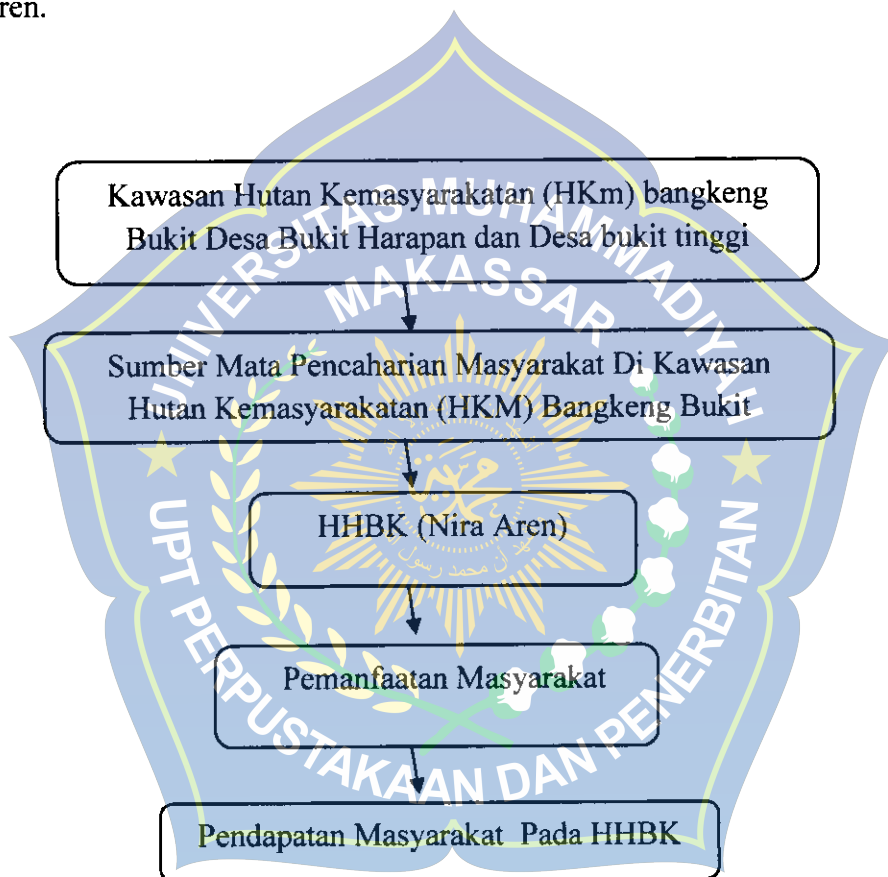 ren.
Kawasan Hutan Kemasyarakatan (HKm) bangkeng
Bukit Desa Bukit Harapan dan Desa bukit tinggi
Sumber Mata Pencaharian Masyarakat Di Kawasan
Hutan Kemasyarakatan (HKM) Bangkeng Bukit
HHBK (Nira Aren)
Pemanfaatan Masyarakat
Pendapatan Masyarakat Pada HHBK
UNIVERSITAS MUHAMMADIYAH
MAKASSAR
UPT PERPUSTAKAAN DAN PENERBITAN